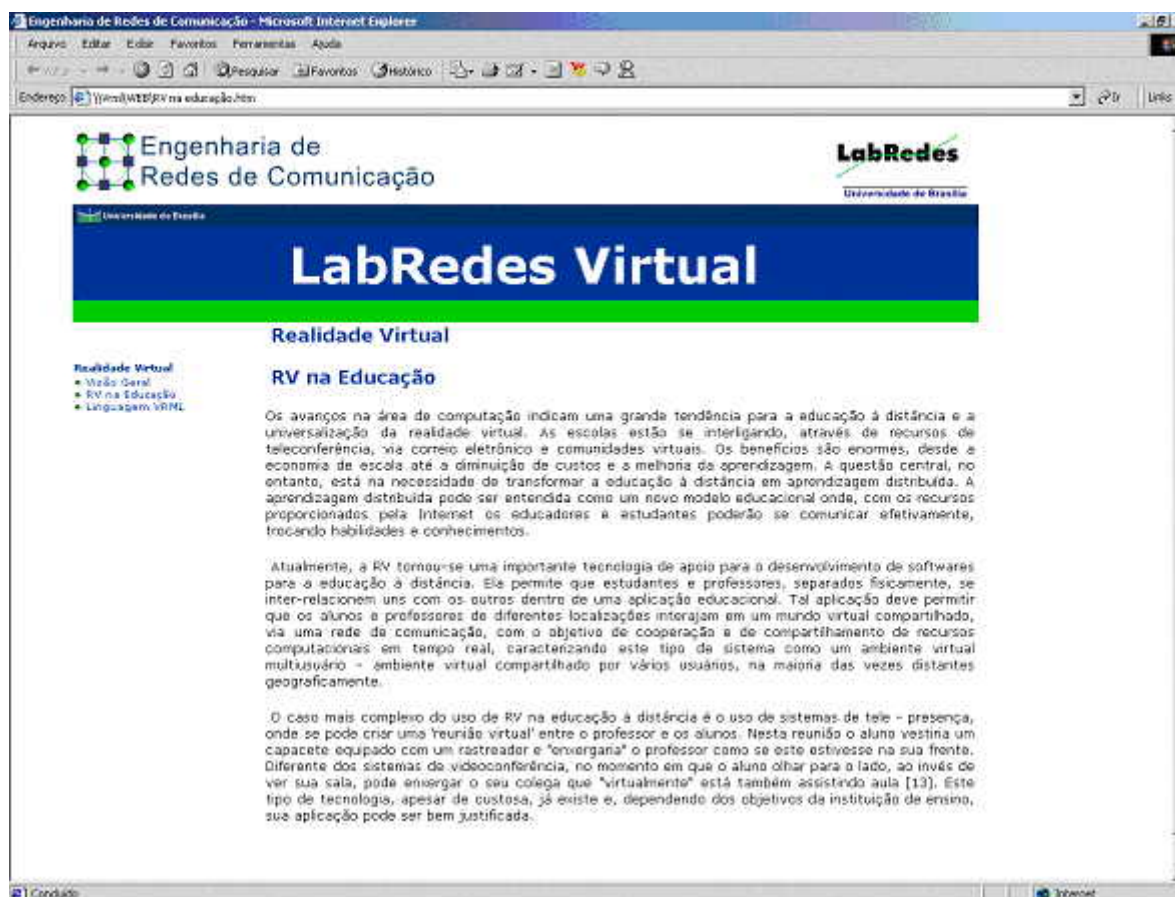 Engenharia de Redes de Comunicação - Microsoft Internet Explorer
Arquivo Editar Exibir Favoritos Ferramentas Ajuda
Pesquisar Favoritos Histórico
Endereço \WEB\RV na educação.htm Ir Links
Engenharia de
Redes de Comunicação
LabRedes
Universidade de Brasília
Universidade de Brasília
LabRedes Virtual
Realidade Virtual
Realidade Virtual
Visão Geral
RV na Educação
Linguagem VRML
RV na Educação
Os avanços na área de computação indicam uma grande tendência para a educação à distância e a
universalização da realidade virtual. As escolas estão se interligando, através de recursos de
teleconferência, via correio eletrônico e comunidades virtuais. Os benefícios são enormes, desde a
economia de escala até a diminuição de custos e a melhoria da aprendizagem. A questão central, no
entanto, está na necessidade de transformar a educação à distância em aprendizagem distribuída. A
aprendizagem distribuída pode ser entendida como um novo modelo educacional onde, com os recursos
proporcionados pela Internet os educadores e estudantes poderão se comunicar efetivamente,
trocando habilidades e conhecimentos.
Atualmente, a RV tornou-se uma importante tecnologia de apoio para o desenvolvimento de softwares
para a educação à distância. Ela permite que estudantes e professores, separados fisicamente, se
inter-relacionem uns com os outros dentro de uma aplicação educacional. Tal aplicação deve permitir
que os alunos e professores de diferentes localizações interajam em um mundo virtual compartilhado,
via uma rede de comunicação, com o objetivo de cooperação e de compartilhamento de recursos
computacionais em tempo real, caracterizando este tipo de sistema como um ambiente virtual
multiusuário - ambiente virtual compartilhado por vários usuários, na maioria das vezes distantes
geograficamente.
O caso mais complexo do uso de RV na educação à distância é o uso de sistemas de tele - presença,
onde se pode criar uma 'reunião virtual' entre o professor e os alunos. Nesta reunião o aluno vestiria um
capacete equipado com um rastreador e "enxergaria" o professor como se este estivesse na sua frente.
Diferente dos sistemas de videoconferência, no momento em que o aluno olhar para o lado, ao invés de
ver sua sala, pode enxergar o seu colega que "virtualmente" está também assistindo aula [13]. Este
tipo de tecnologia, apesar de custosa, já existe e, dependendo dos objetivos da instituição de ensino,
sua aplicação pode ser bem justificada.
Concluído Internet